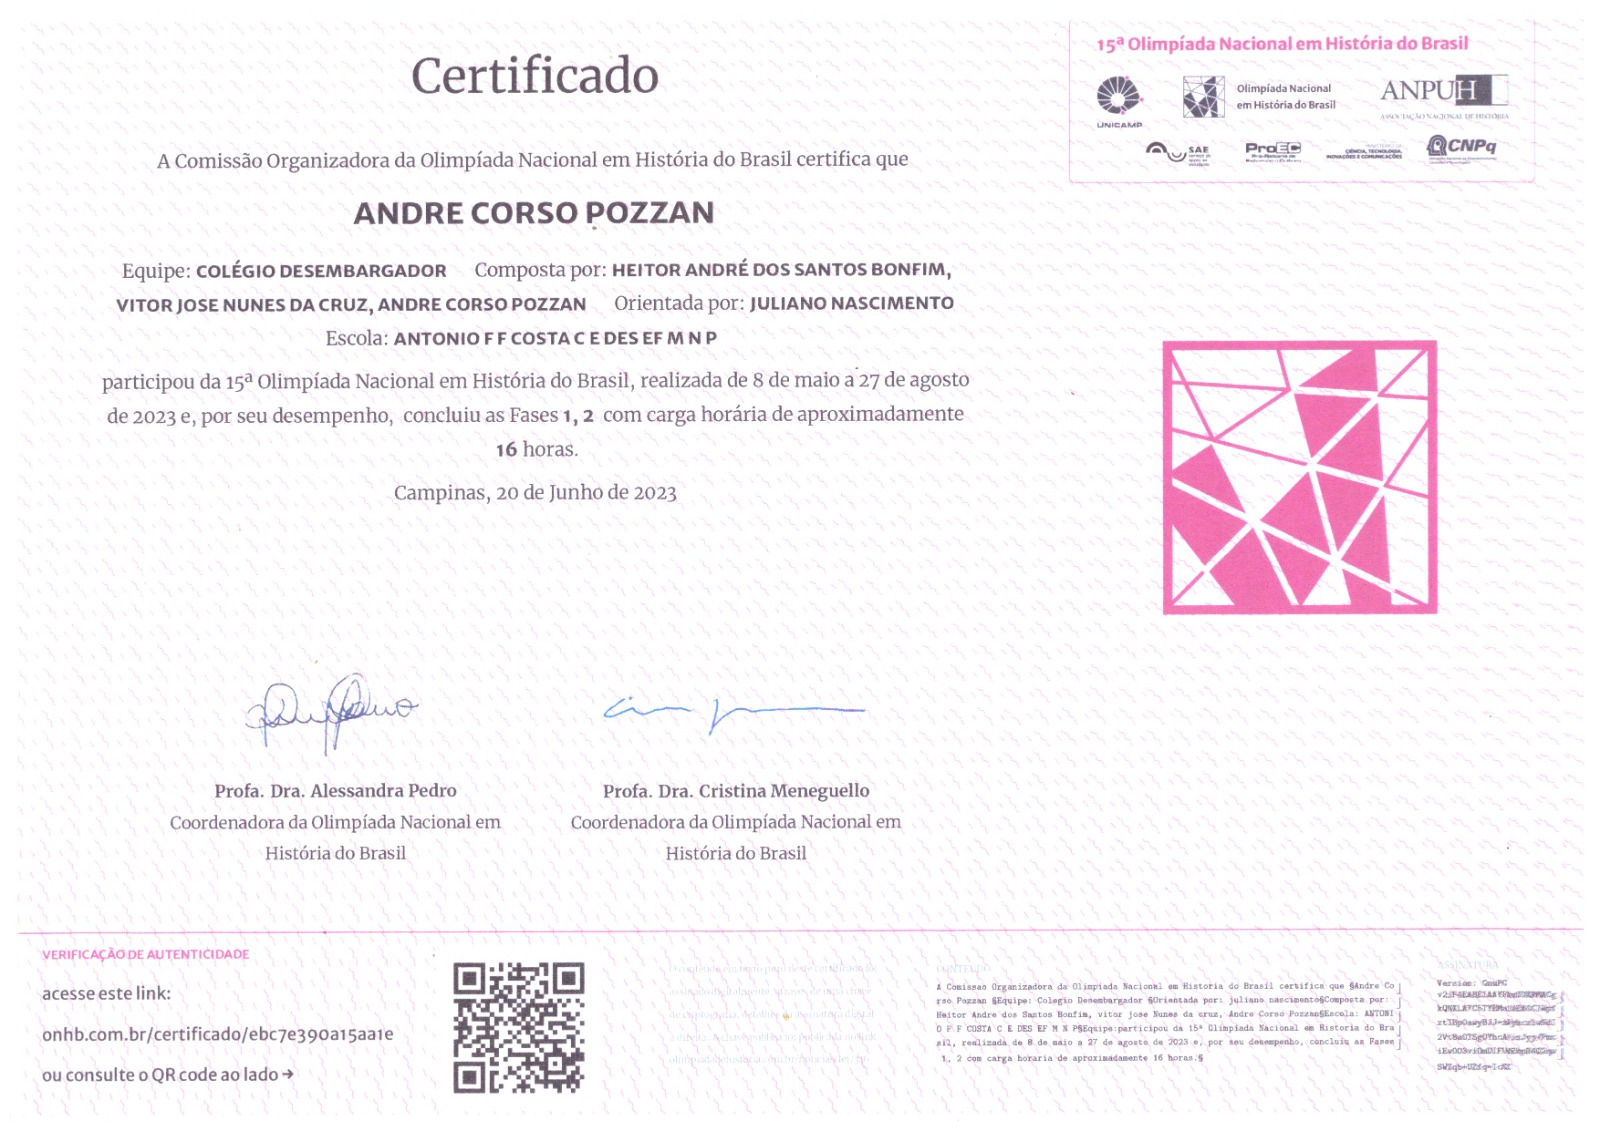 Certificado
15ª Olimpíada Nacional em História do Brasil
UNICAMP
Olimpíada Nacional
em História do Brasil
ANPUH
ASSOCIAÇÃO NACIONAL DE HISTÓRIA
SAE
ProEC
CIÊNCIA, TECNOLOGIA,
INOVAÇÕES E COMUNICAÇÕES
CNPq
A Comissão Organizadora da Olimpíada Nacional em História do Brasil certifica que
ANDRE CORSO POZZAN
Equipe: COLÉGIO DESEMBARGADOR Composta por: HEITOR ANDRÉ DOS SANTOS BONFIM,
VITOR JOSE NUNES DA CRUZ, ANDRE CORSO POZZAN Orientada por: JULIANO NASCIMENTO
Escola: ANTONIO F F COSTA C E DES EF M N P
participou da 15ª Olimpíada Nacional em História do Brasil, realizada de 8 de maio a 27 de agosto
de 2023 e, por seu desempenho, concluiu as Fases 1, 2 com carga horária de aproximadamente
16 horas.
Campinas, 20 de Junho de 2023
Profa. Dra. Alessandra Pedro
Coordenadora da Olimpíada Nacional em
História do Brasil
Profa. Dra. Cristina Meneguello
Coordenadora da Olimpíada Nacional em
História do Brasil
VERIFICAÇÃO DE AUTENTICIDADE
acesse este link:
onhb.com.br/certificado/ebc7e390a15aa1e
ou consulte o QR code ao lado →
CONTEÚDO
A Comissao Organizadora da Olimpiada Nacional em Historia do Brasil certifica que §Andre Co
rso Pozzan §Equipe: Colegio Desembargador §Orientada por: juliano nascimento§Composta por:
Heitor Andre dos Santos Bonfim, vitor jose Nunes da cruz, Andre Corso Pozzan§Escola: ANTONI
O F F COSTA C E DES EF M N P§Equipe:participou da 15ª Olimpiada Nacional em Historia do Bra
sil, realizada de 8 de maio a 27 de agosto de 2023 e, por seu desempenho, concluiu as Fases
1, 2 com carga horaria de aproximadamente 16 horas.§
ASSINATURA
Version: GnuPG